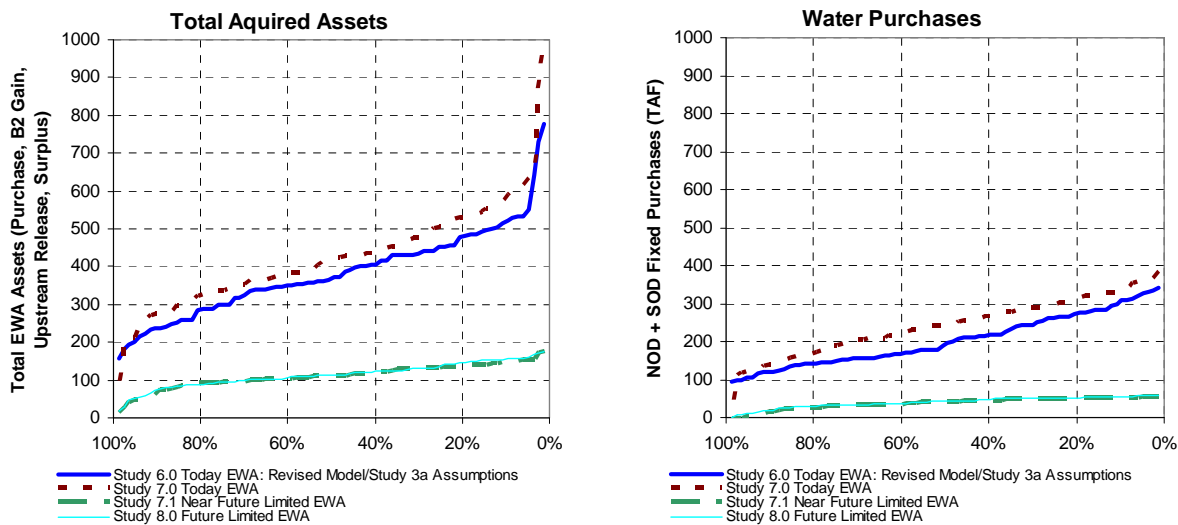 Total Aquired Assets
Total EWA Assets (Purchase, B2 Gain,
Upstream Release, Surplus)
1000
900
800
700
600
500
400
300
200
100
0
100% 80% 60% 40% 20% 0%
Study 6.0 Today EWA: Revised Model/Study 3a Assumptions
Study 7.0 Today EWA
Study 7.1 Near Future Limited EWA
Study 8.0 Future Limited EWA
Water Purchases
NOD + SOD Fixed Purchases (TAF)
1000
900
800
700
600
500
400
300
200
100
0
100% 80% 60% 40% 20% 0%
Study 6.0 Today EWA: Revised Model/Study 3a Assumptions
Study 7.0 Today EWA
Study 7.1 Near Future Limited EWA
Study 8.0 Future Limited EWA